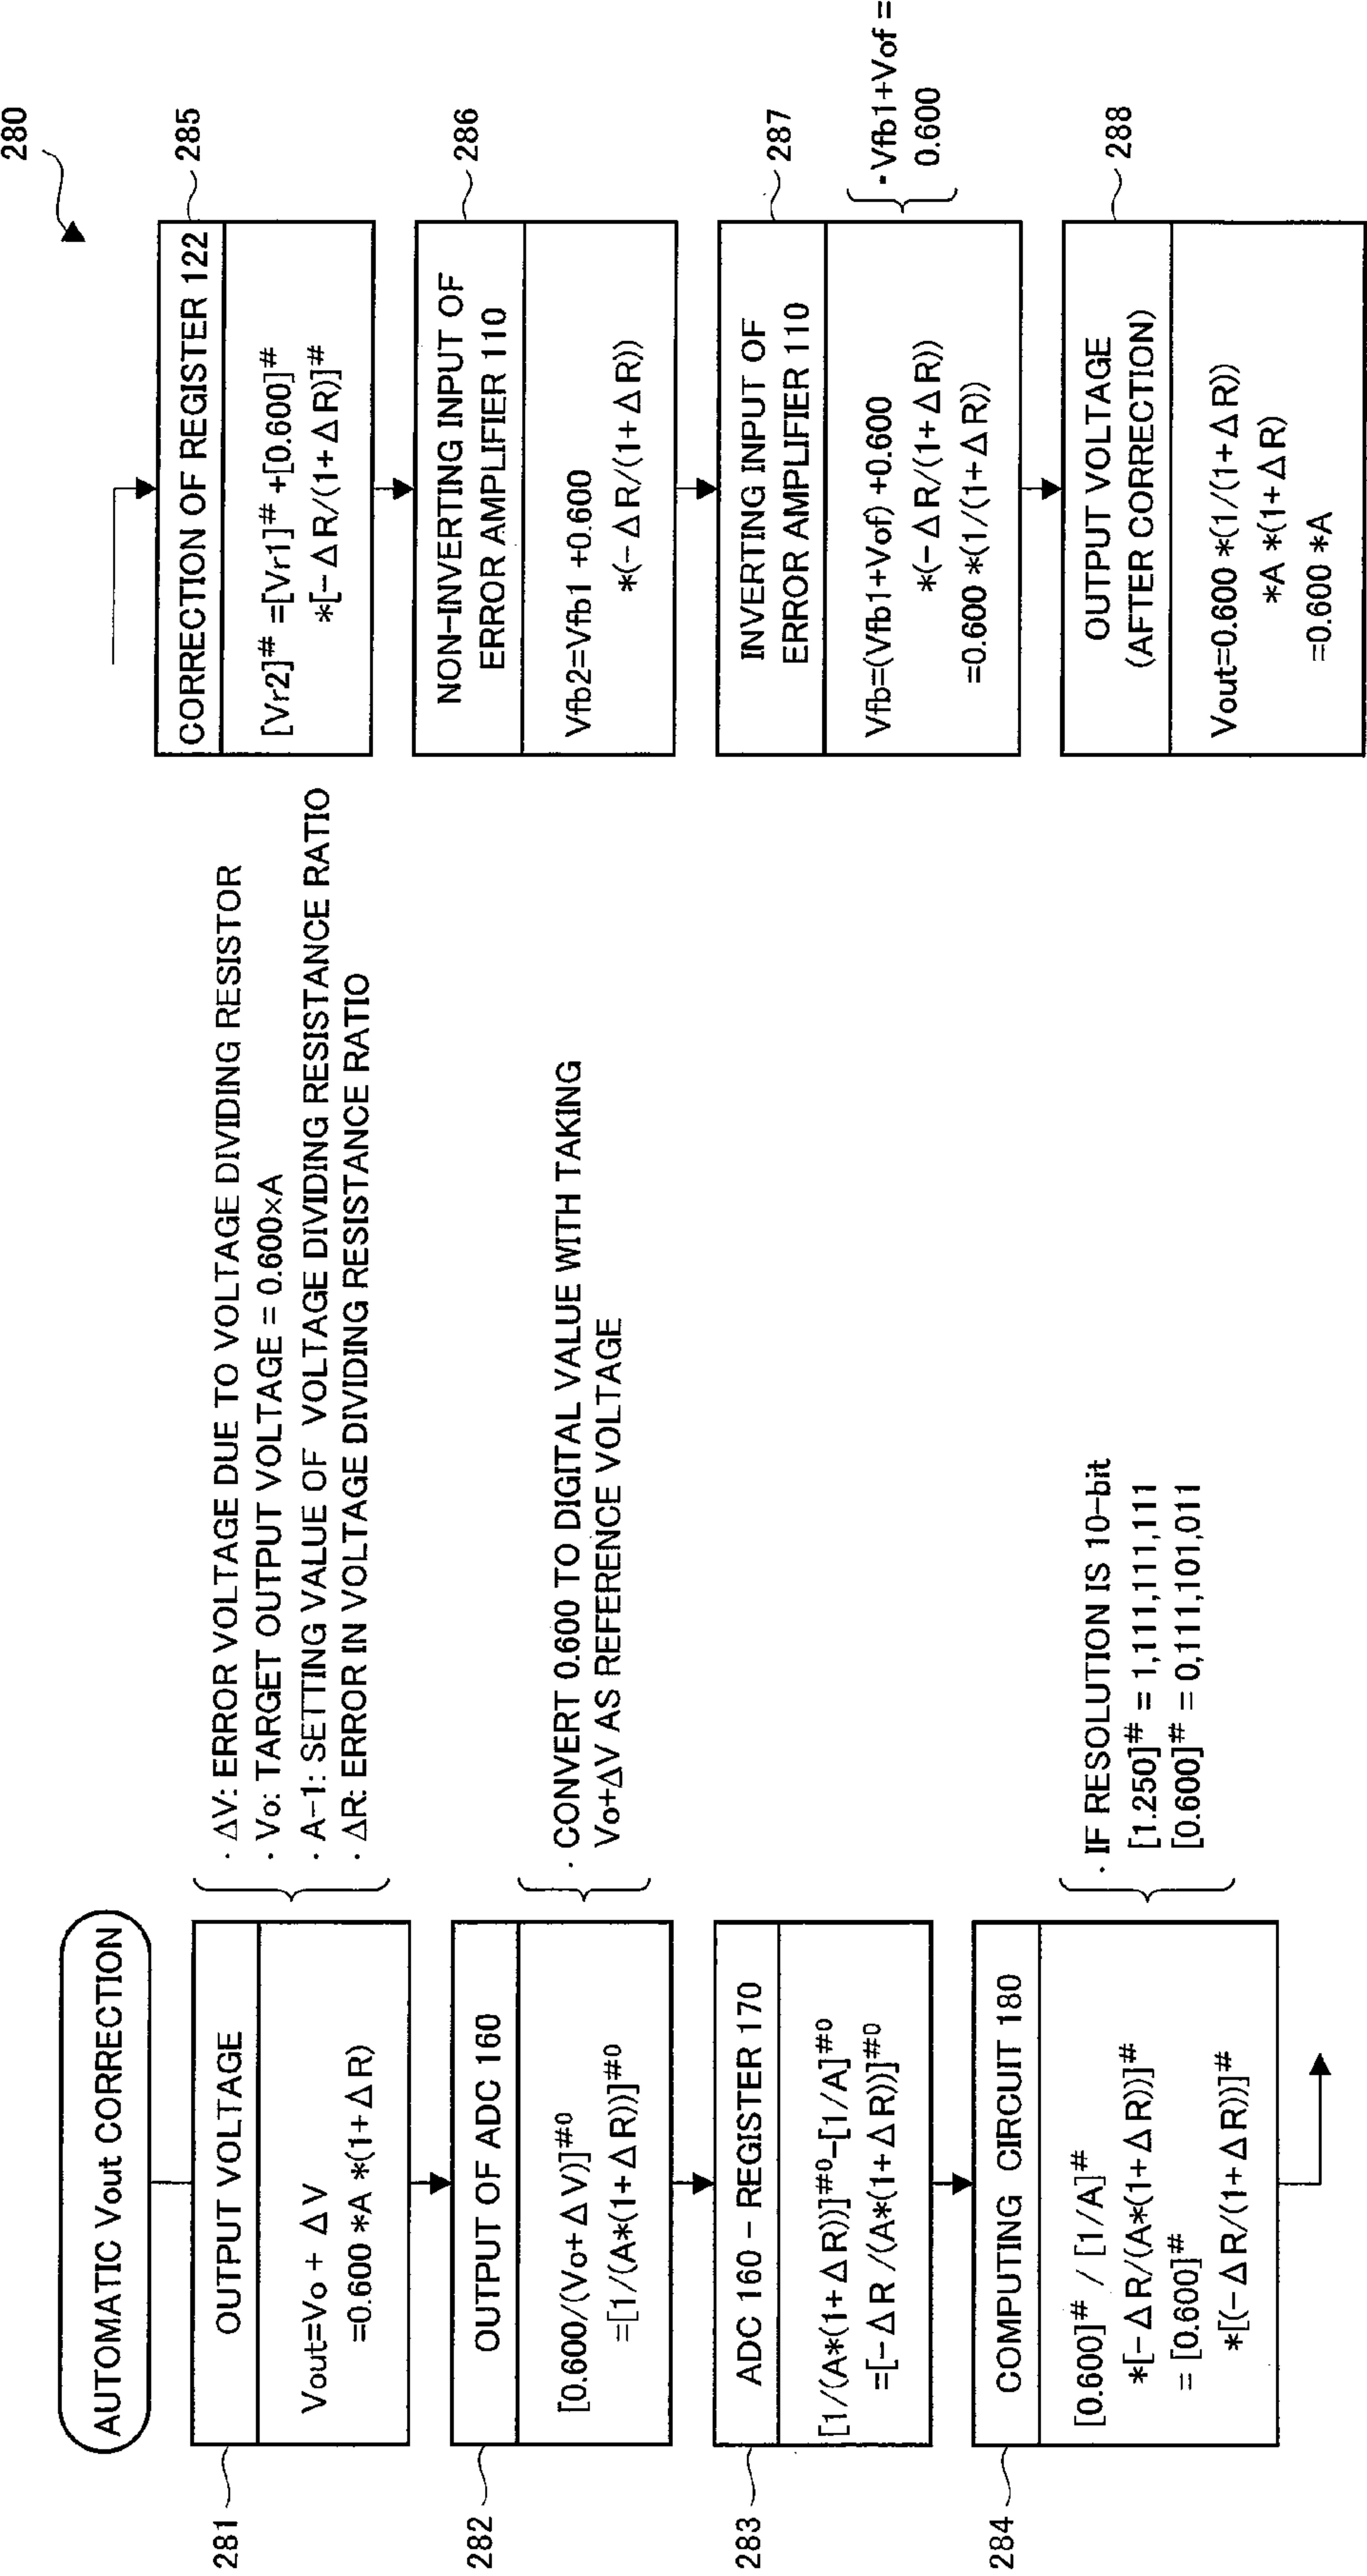 280
AUTOMATIC Vout CORRECTION
281
OUTPUT VOLTAGE
Vout=Vo + ΔV
=0.600 *A *(1+ΔR)
· ΔV: ERROR VOLTAGE DUE TO VOLTAGE DIVIDING RESISTOR
· Vo: TARGET OUTPUT VOLTAGE = 0.600×A
· A-1: SETTING VALUE OF VOLTAGE DIVIDING RESISTANCE RATIO
· ΔR: ERROR IN VOLTAGE DIVIDING RESISTANCE RATIO
282
OUTPUT OF ADC 160
[0.600/(Vo+ΔV)]#0
=[1/(A*(1+ΔR))]#0
· CONVERT 0.600 TO DIGITAL VALUE WITH TAKING
Vo+ΔV AS REFERENCE VOLTAGE
283
ADC 160 – REGISTER 170
[1/(A*(1+ΔR))]#0–[1/A]#0
=[-ΔR /(A*(1+ΔR))]#0
284
COMPUTING CIRCUIT 180
[0.600]# / [1/A]#
*[-ΔR/(A*(1+ΔR))]#
= [0.600]#
*[(-ΔR/(1+ΔR))]#
· IF RESOLUTION IS 10-bit
[1.250]# = 1,111,111,111
[0.600]# = 0,111,101,011
285
CORRECTION OF REGISTER 122
[Vr2]# =[Vr1]# +[0.600]#
*[-ΔR/(1+ΔR)]#
286
NON-INVERTING INPUT OF
ERROR AMPLIFIER 110
Vfb2=Vfb1 +0.600
*(-ΔR/(1+ΔR))
287
INVERTING INPUT OF
ERROR AMPLIFIER 110
Vfb=(Vfb1+Vof) +0.600
*(-ΔR/(1+ΔR))
=0.600 *(1/(1+ΔR))
· Vfb1+Vof =
0.600
288
OUTPUT VOLTAGE
(AFTER CORRECTION)
Vout=0.600 *(1/(1+ΔR))
*A *(1+ΔR)
=0.600 *A